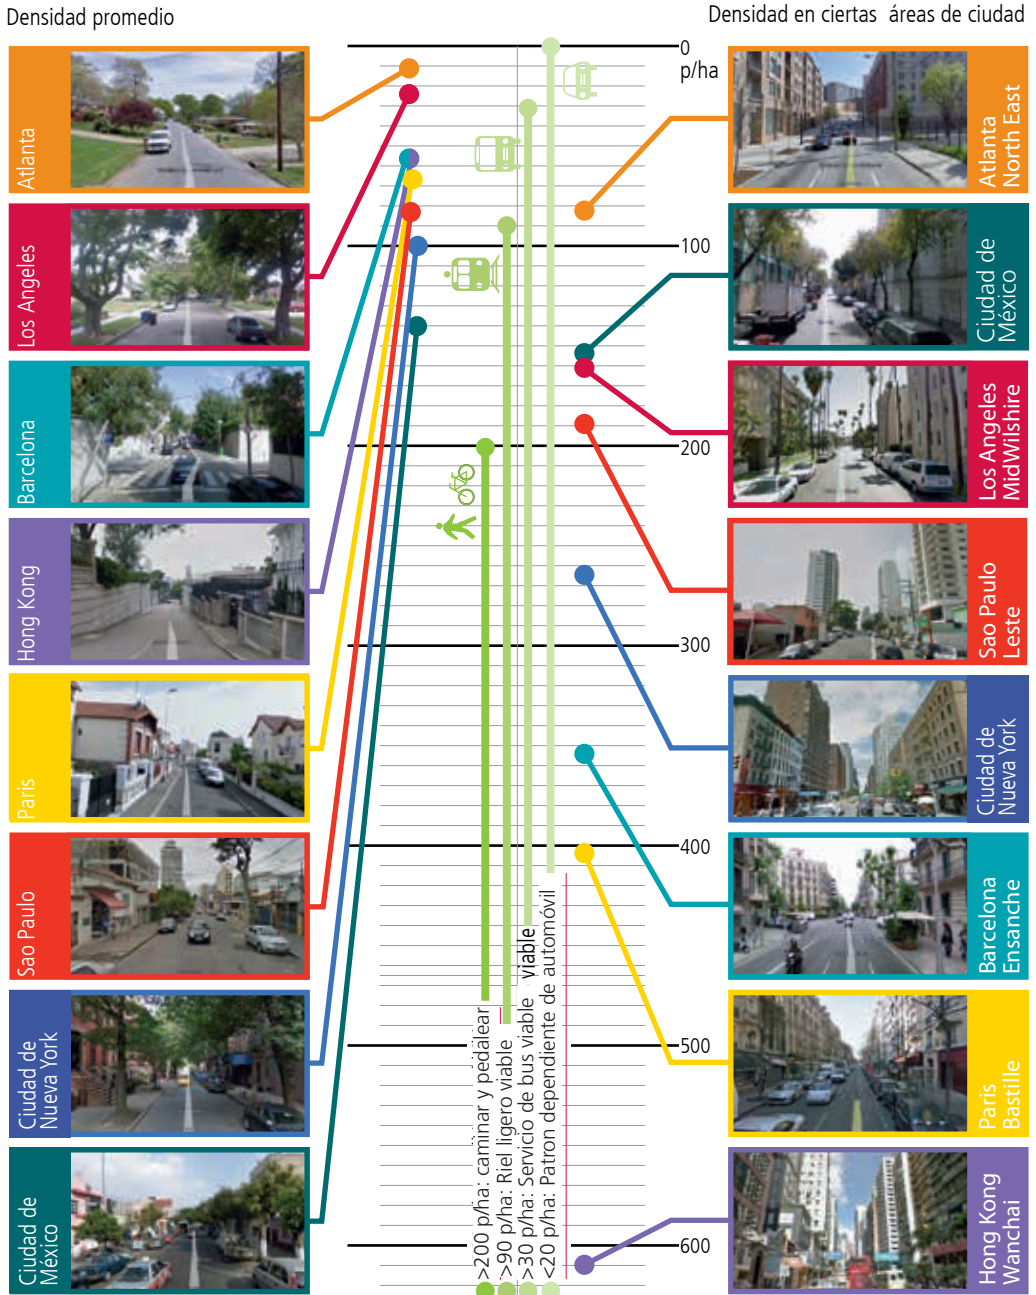 Densidad promedio
Densidad en ciertas áreas de ciudad
Atlanta
Los Angeles
Barcelona
Hong Kong
Paris
Sao Paulo
Ciudad de
Nueva York
Ciudad de
México
0
p/ha
100
200
300
400
500
600
>200 p/ha: caminar y pedalear
>90 p/ha: Riel ligero viable
>30 p/ha: Servicio de bus viable viable
<20 p/ha: Patron dependiente de automóvil
Atlanta
North East
Ciudad de
México
Los Angeles
MidWilshire
Sao Paulo
Leste
Ciudad de
Nueva York
Barcelona
Ensanche
Paris
Bastille
Hong Kong
Wanchai